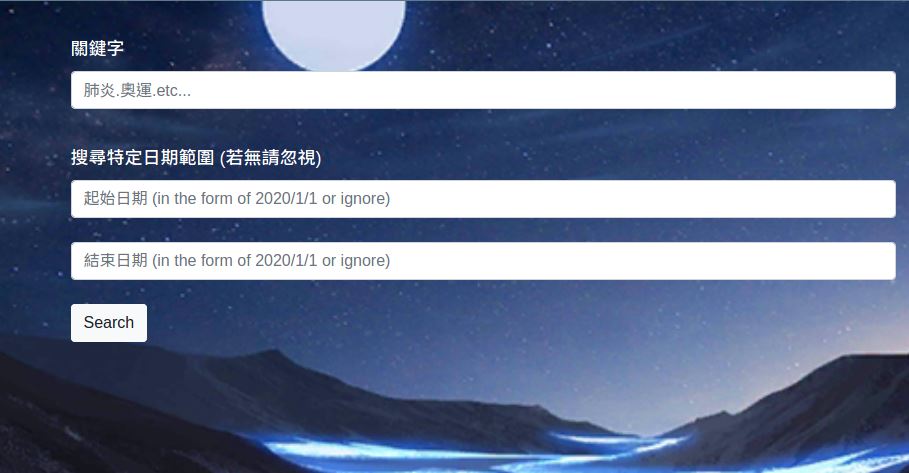 關鍵字
肺炎.奧運.etc...
搜尋特定日期範圍 (若無請忽視)
起始日期 (in the form of 2020/1/1 or ignore)
結束日期 (in the form of 2020/1/1 or ignore)
Search